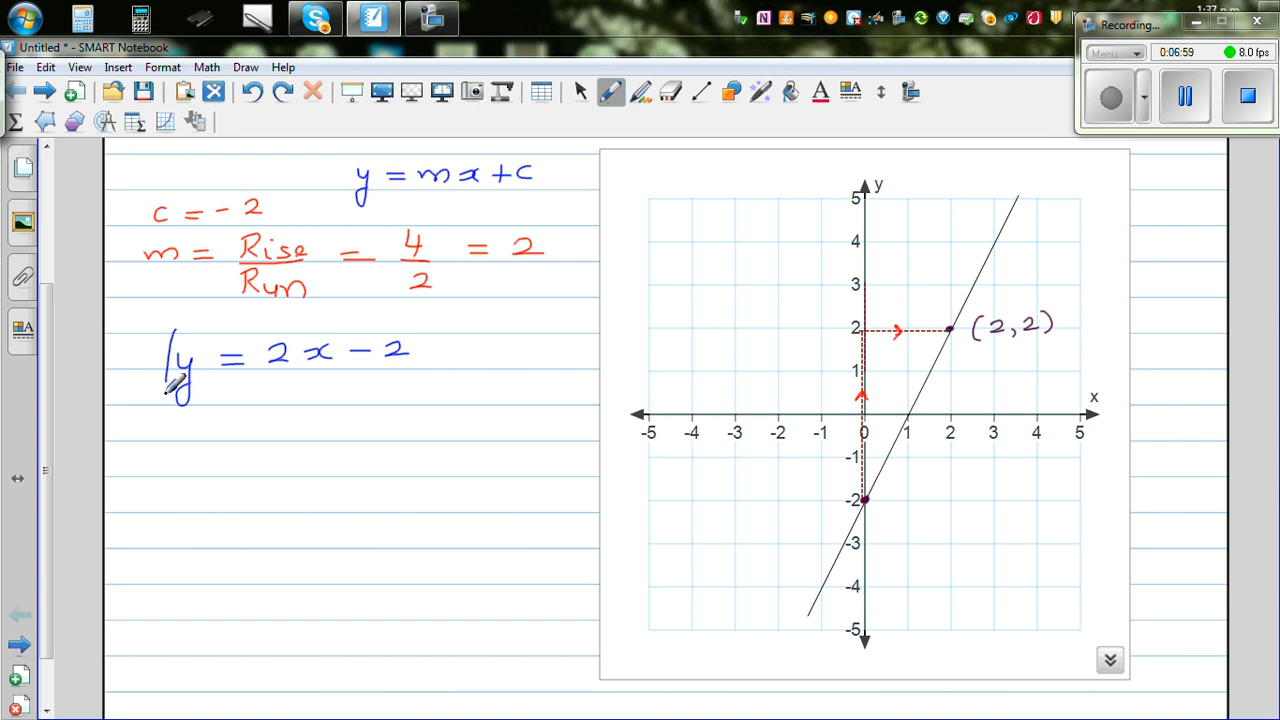 1:37 p.m.
Recording...
Untitled * - SMART Notebook
File Edit View Insert Format Math Draw Help
Menu 0:06:59 8.0 fps
y = mx + c
c = - 2
m = Rise / Run = 4 / 2 = 2
y = 2x - 2
y
5
4
3
2 (2,2)
1
x
-5 -4 -3 -2 -1 0 1 2 3 4 5
-1
-2
-3
-4
-5